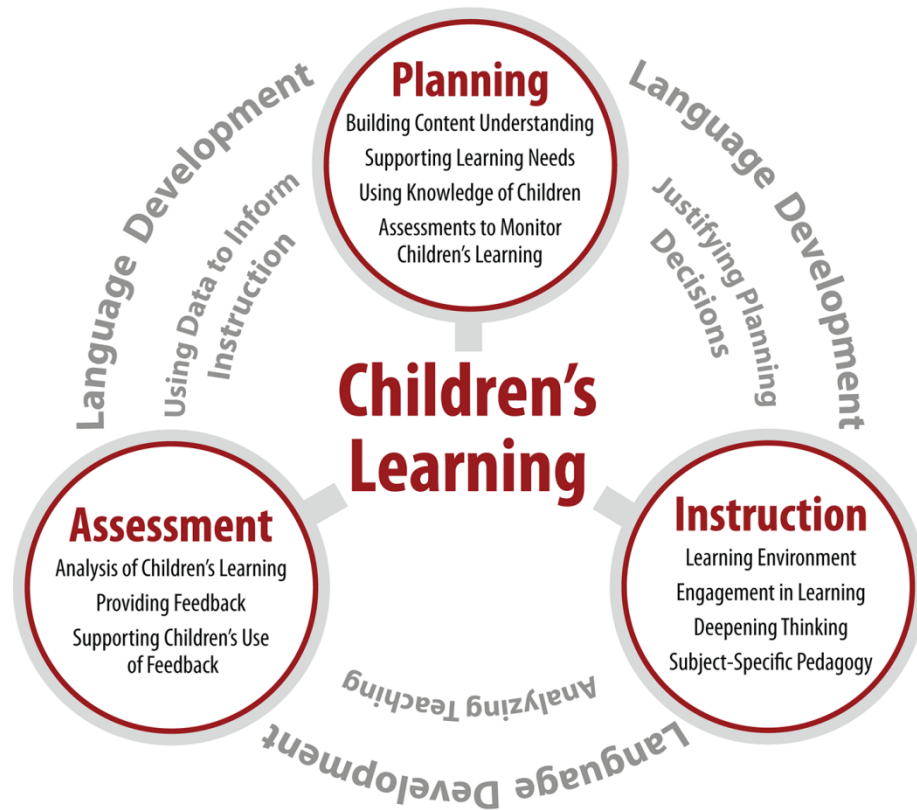 Planning
Building Content Understanding
Supporting Learning Needs
Using Knowledge of Children
Assessments to Monitor
Children's Learning
Language Development
Using Data to Inform
Instruction
Language Development
Justifying Planning
Decisions
Children's
Learning
Assessment
Analysis of Children's Learning
Providing Feedback
Supporting Children's Use
of Feedback
Instruction
Learning Environment
Engagement in Learning
Deepening Thinking
Subject-Specific Pedagogy
Analyzing Teaching
Language Development